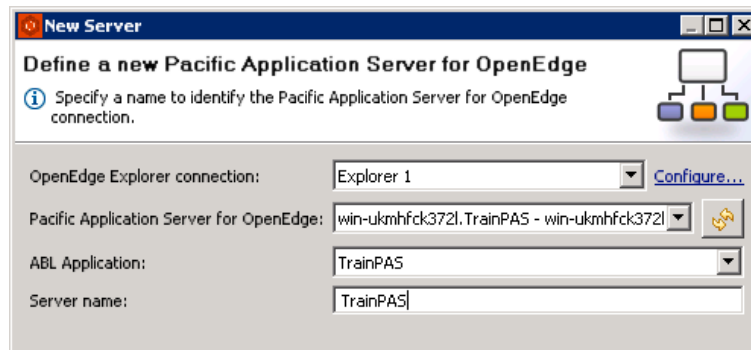 New Server
Define a new Pacific Application Server for OpenEdge
Specify a name to identify the Pacific Application Server for OpenEdge
connection.
OpenEdge Explorer connection: Explorer 1 Configure...
Pacific Application Server for OpenEdge: win-ukmhfck372l.TrainPAS - win-ukmhfck372l
ABL Application: TrainPAS
Server name: TrainPAS